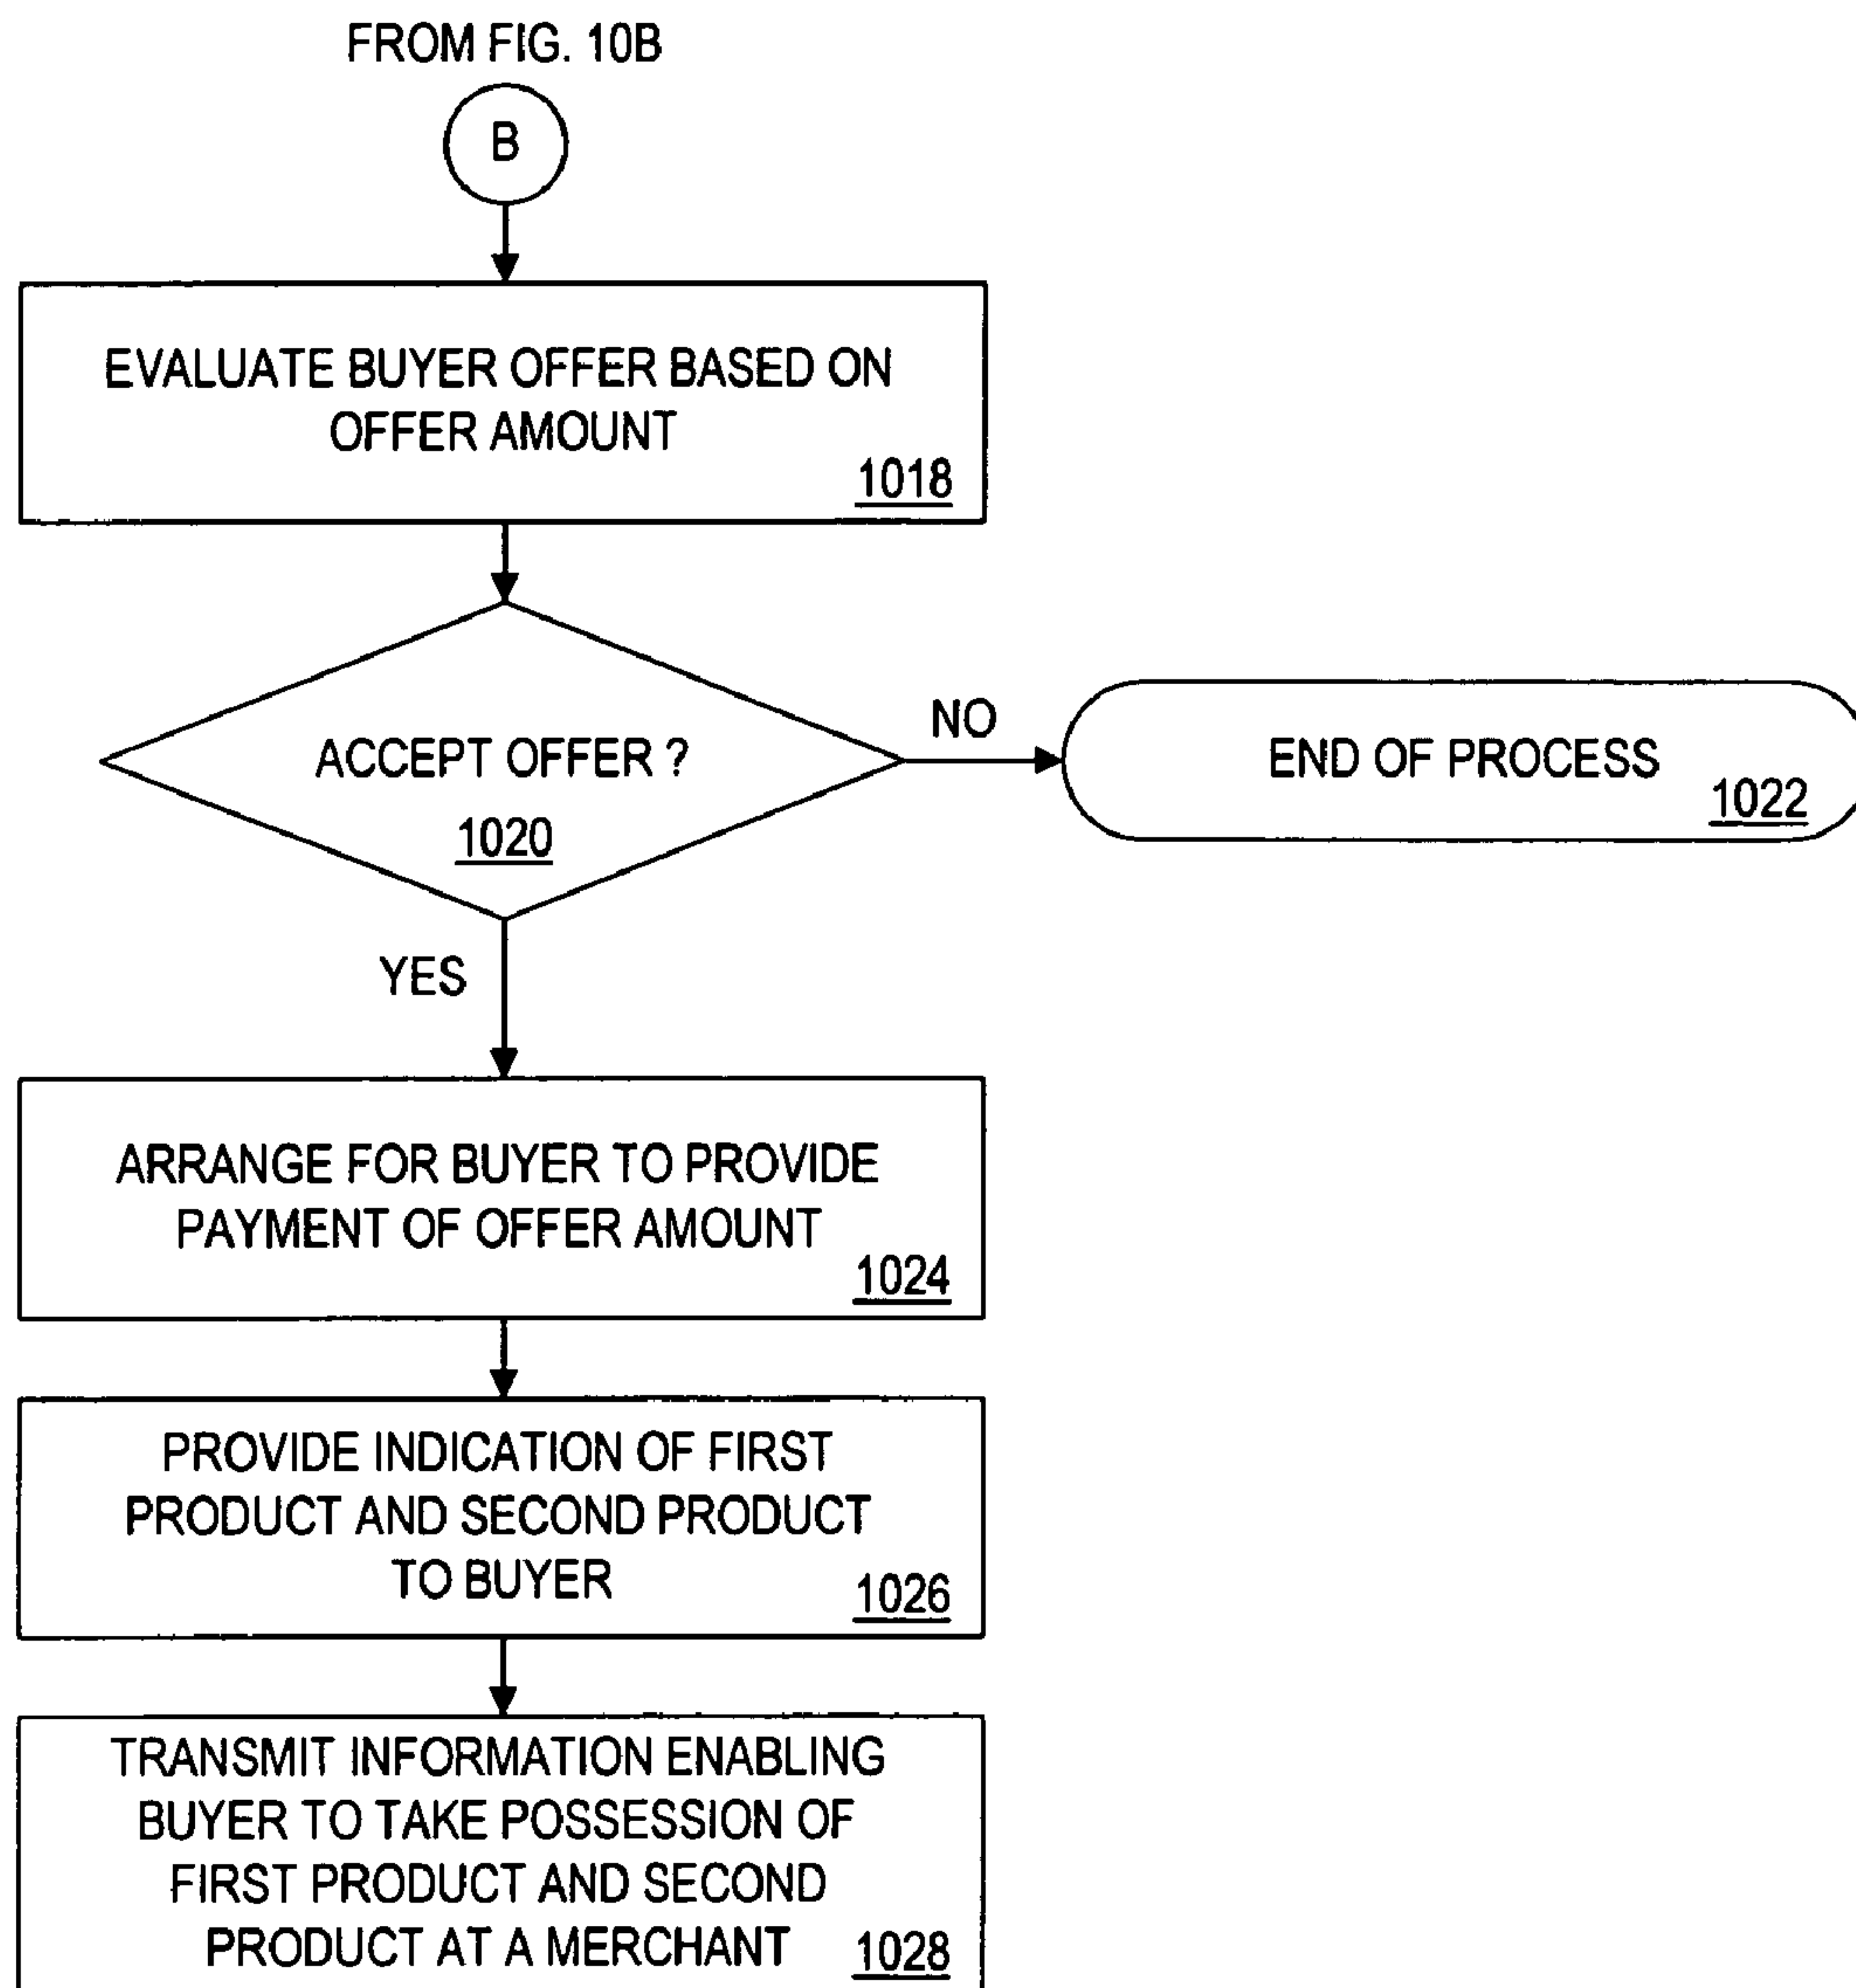 FROM FIG. 10B
B
EVALUATE BUYER OFFER BASED ON
OFFER AMOUNT
1018
ACCEPT OFFER ?
1020
NO
END OF PROCESS
1022
YES
ARRANGE FOR BUYER TO PROVIDE
PAYMENT OF OFFER AMOUNT
1024
PROVIDE INDICATION OF FIRST
PRODUCT AND SECOND PRODUCT
TO BUYER
1026
TRANSMIT INFORMATION ENABLING
BUYER TO TAKE POSSESSION OF
FIRST PRODUCT AND SECOND
PRODUCT AT A MERCHANT
1028